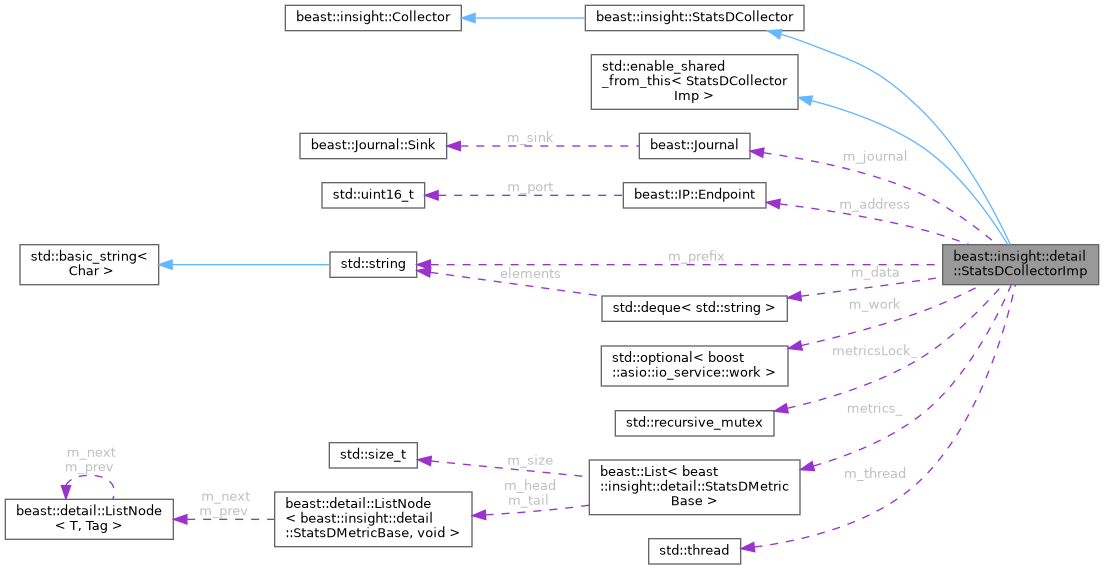 beast::insight::Collector
beast::insight::StatsDCollector
std::enable_shared
_from_this< StatsDCollector
Imp >
beast::Journal::Sink
m_sink
beast::Journal
m_journal
std::uint16_t
m_port
beast::IP::Endpoint
m_address
std::basic_string<
Char >
std::string
m_prefix
beast::insight::detail
::StatsDCollectorImp
elements
std::deque< std::string >
m_data
m_work
std::optional< boost
::asio::io_service::work >
metricsLock_
std::recursive_mutex
metrics_
std::size_t
m_size
beast::List< beast
::insight::detail::StatsDMetric
Base >
m_head
m_tail
m_thread
m_next
m_prev
beast::detail::ListNode
< T, Tag >
m_next
m_prev
beast::detail::ListNode
< beast::insight::detail
::StatsDMetricBase, void >
std::thread